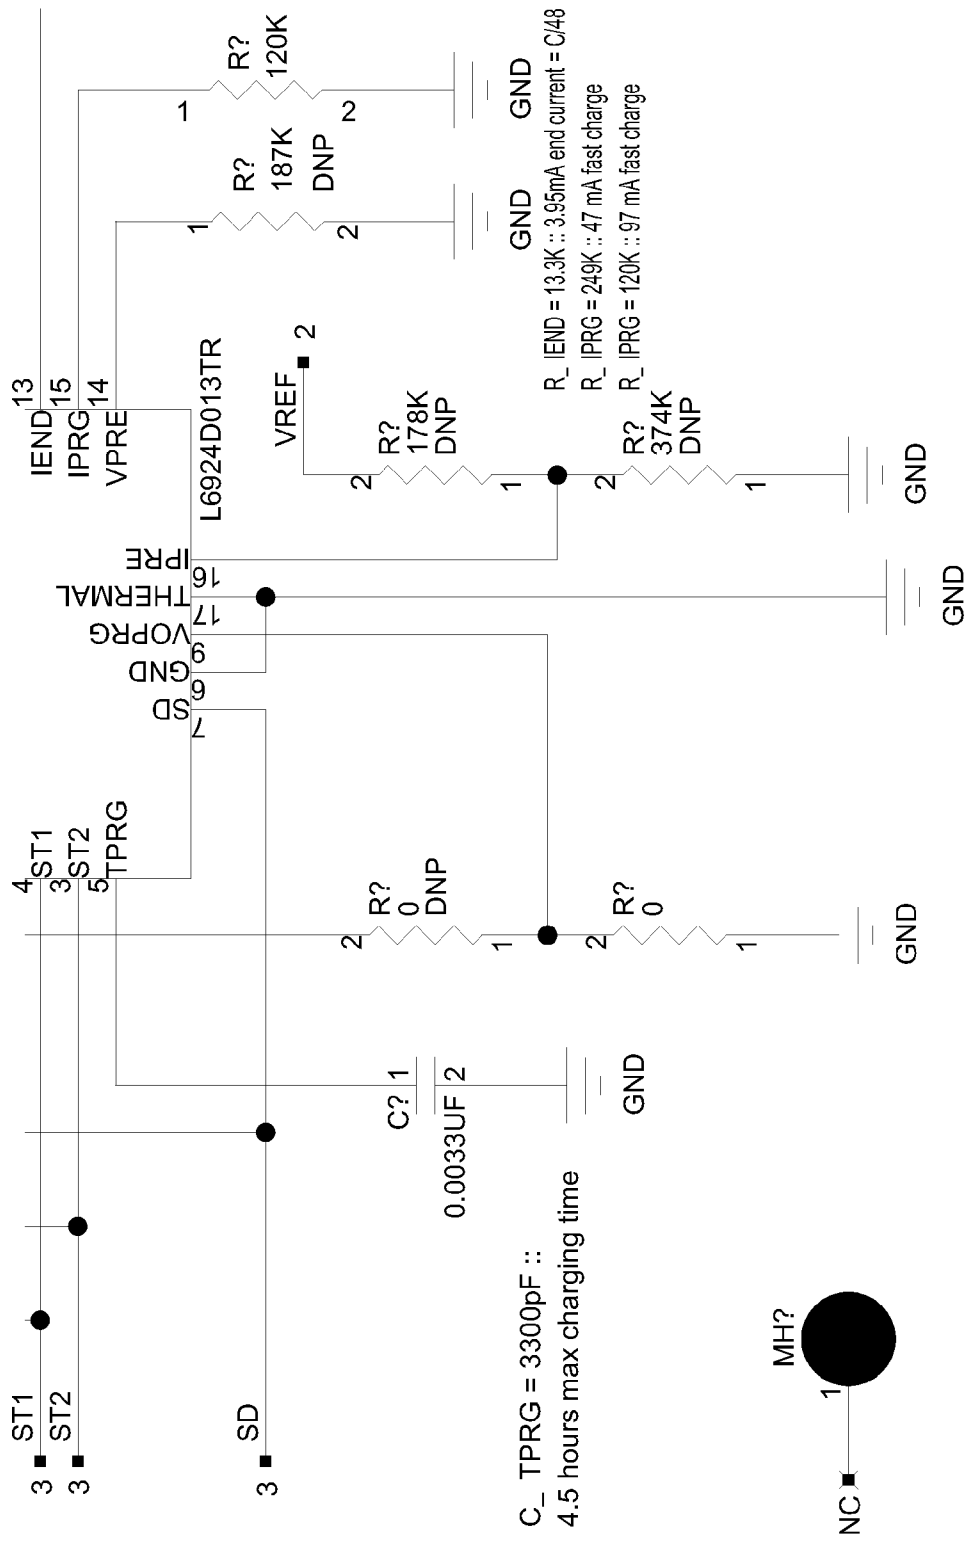 ST1
3
ST2
3
SD
3
4
ST1
3
ST2
5
TPRG
SD
7
GND
6
VOPRG
9
THERMAL
17
IPRE
16
IEND
13
IPRG
15
VPRE
14
L6924D013TR
R?
120K
1
2
GND
R?
187K
DNP
1
2
GND
VREF
2
R?
178K
DNP
2
1
R?
374K
DNP
2
1
GND
GND
R_ IEND = 13.3K :: 3.95mA end current = C/48
R_ IPRG = 249K :: 47 mA fast charge
R_ IPRG = 120K :: 97 mA fast charge
R?
0
DNP
2
1
R?
0
2
1
GND
C?
1
2
0.0033UF
GND
C_ TPRG = 3300pF ::
4.5 hours max charging time
MH?
1
NC